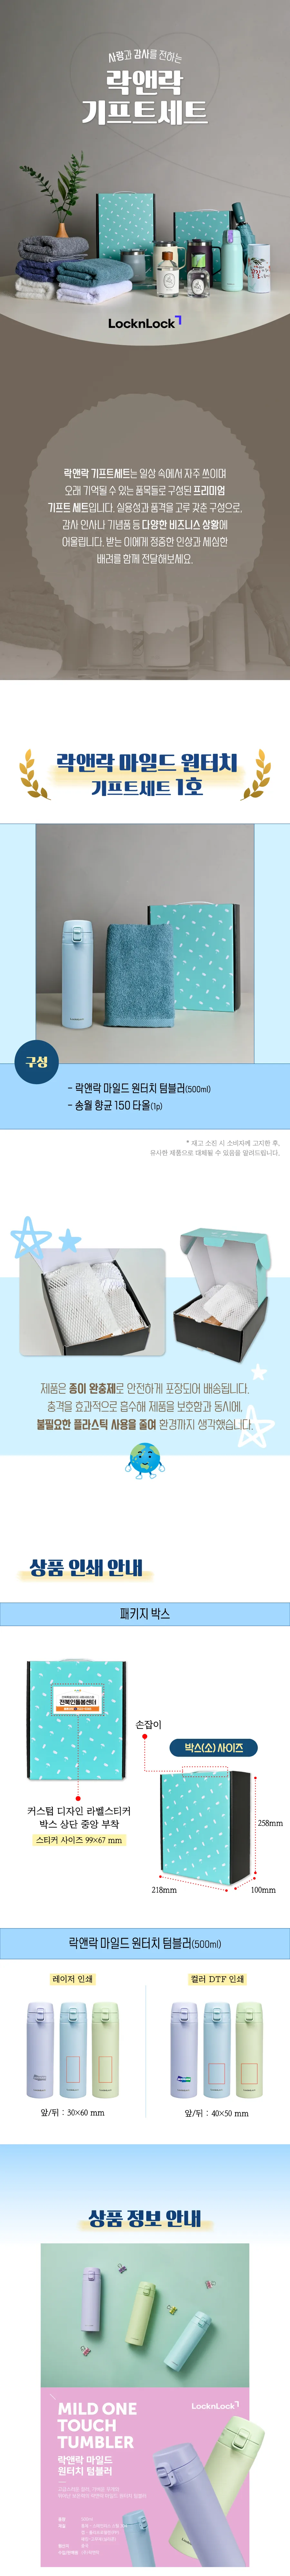 사랑과 감사를 전하는
락앤락
기프트세트
LocknLock
락앤락 기프트세트는 일상 속에서 자주 쓰이며
오래 기억될 수 있는 품목들로 구성된 프리미엄
기프트 세트입니다. 실용성과 품격을 고루 갖춘 구성으로,
감사 인사나 기념품 등 다양한 비즈니스 상황에
어울립니다. 받는 이에게 정중한 인상과 세심한
배려를 함께 전달해보세요.
락앤락 마일드 원터치
기프트세트 1호
구성
- 락앤락 마일드 원터치 텀블러(500ml)
- 송월 항균 150 타올(1p)
* 재고 소진 시 소비자께 고지한 후,
유사한 제품으로 대체될 수 있음을 알려드립니다.
제품은 종이 완충제로 안전하게 포장되어 배송됩니다.
충격을 효과적으로 흡수해 제품을 보호함과 동시에,
불필요한 플라스틱 사용을 줄여 환경까지 생각했습니다.
상품 인쇄 안내
패키지 박스
전북인틀봄센터
손잡이
박스(소) 사이즈
커스텀 디자인 라벨스티커
박스 상단 중앙 부착
스티커 사이즈 99x67 mm
258mm
218mm
100mm
락앤락 마일드 원터치 텀블러(500ml)
레이저 인쇄
컬러 DTF 인쇄
앞/뒤 : 30x60 mm
앞/뒤 : 40x50 mm
상품 정보 안내
LocknLock
MILD ONE
TOUCH
TUMBLER
락앤락 마일드
원터치 텀블러